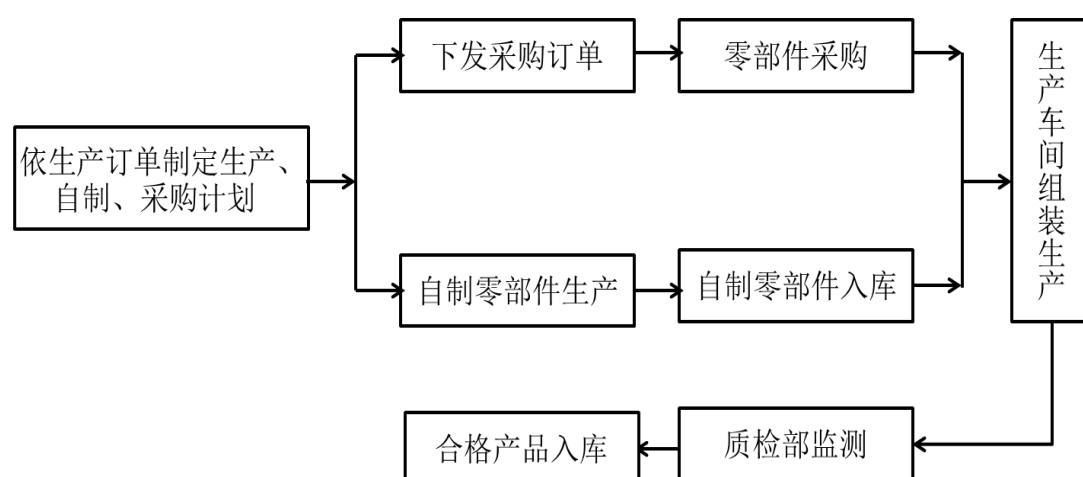 下发采购订单
零部件采购
依生产订单制定生产、
自制、采购计划
自制零部件生产
自制零部件入库
生产车间组装生产
质检部监测
合格产品入库